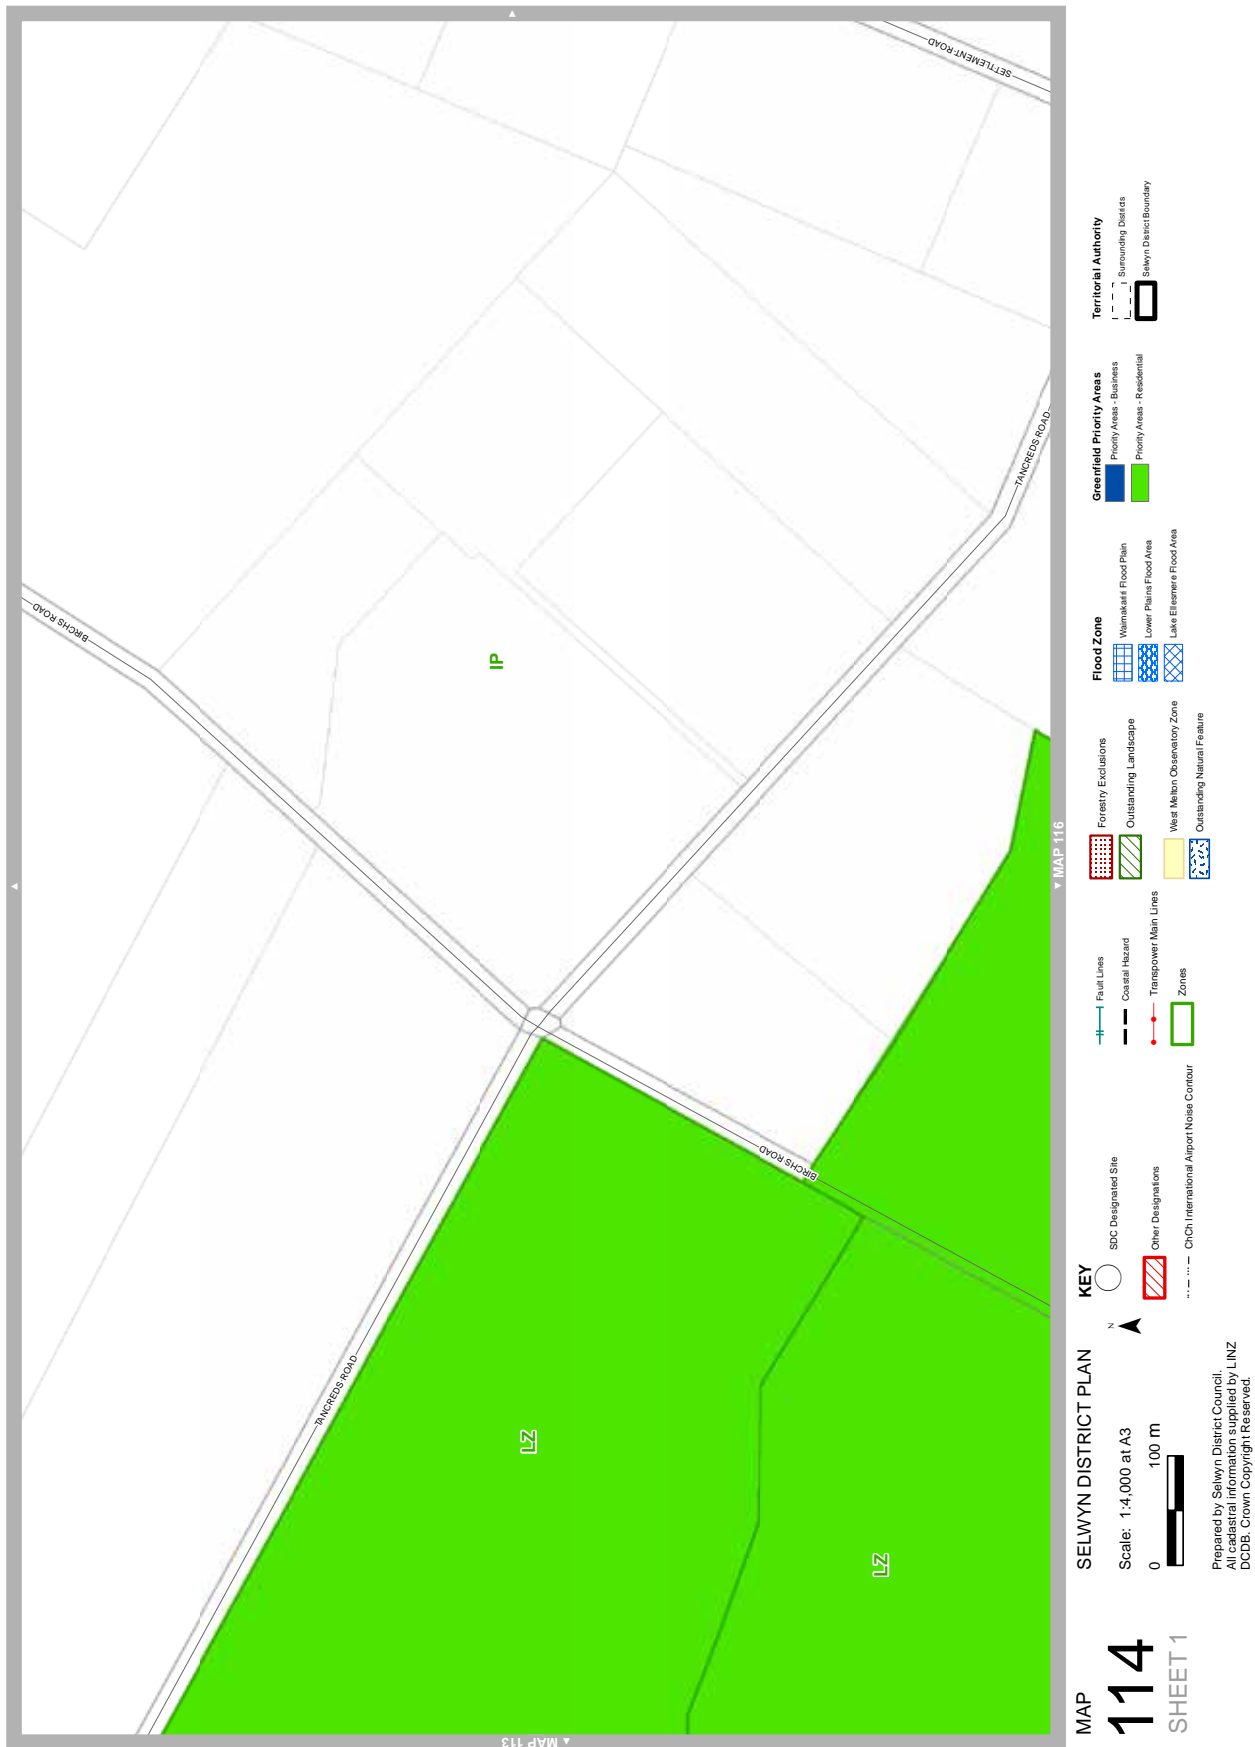 SETTLEMENT ROAD
BIRCHS ROAD
TANCREDS ROAD
IP
BIRCHS ROAD
TANCREDS ROAD
LZ
LZ
MAP 113
MAP 116
MAP
114
SHEET 1
SELWYN DISTRICT PLAN
Scale: 1:4,000 at A3
0 100 m
Prepared by Selwyn District Council.
All cadastral information supplied by LINZ
DCDB. Crown Copyright Reserved.
N
KEY
SDC Designated Site
Other Designations
ChCh International Airport Noise Contour
Fault Lines
Coastal Hazard
Transpower Main Lines
Zones
Forestry Exclusions
Outstanding Landscape
West Melton Observatory Zone
Outstanding Natural Feature
Flood Zone
Waimakariri Flood Plain
Lower Plains Flood Area
Lake Ellesmere Flood Area
Greenfield Priority Areas
Priority Areas - Business
Priority Areas - Residential
Territorial Authority
Surrounding Districts
Selwyn District Boundary